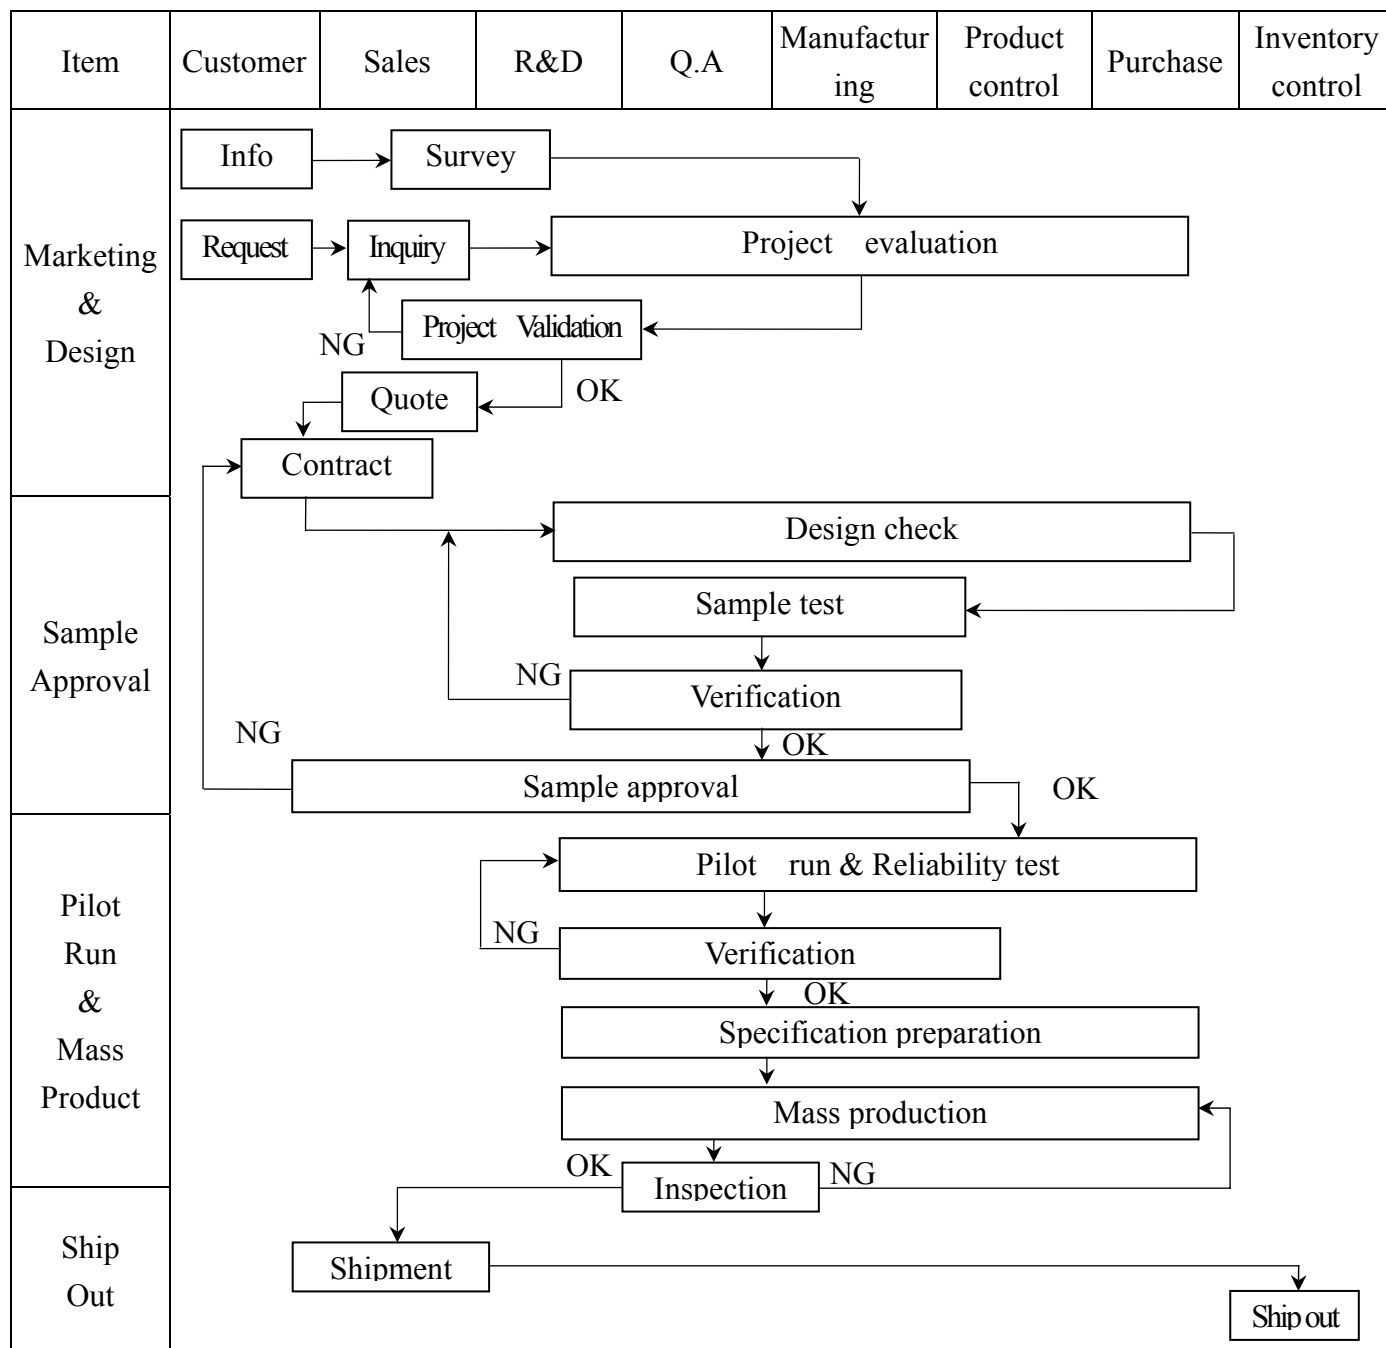 Item
Customer
Sales
R&D
Q.A
Manufactur
ing
Product
control
Purchase
Inventory
control
Marketing
&
Design
Info
Survey
Request
Inquiry
Project evaluation
Project Validation
NG
OK
Quote
Contract
Sample
Approval
Design check
Sample test
NG
Verification
NG
OK
Sample approval
OK
Pilot
Run
&
Mass
Product
Pilot run & Reliability test
NG
Verification
OK
Specification preparation
Mass production
OK
Inspection
NG
Ship
Out
Shipment
Ship out